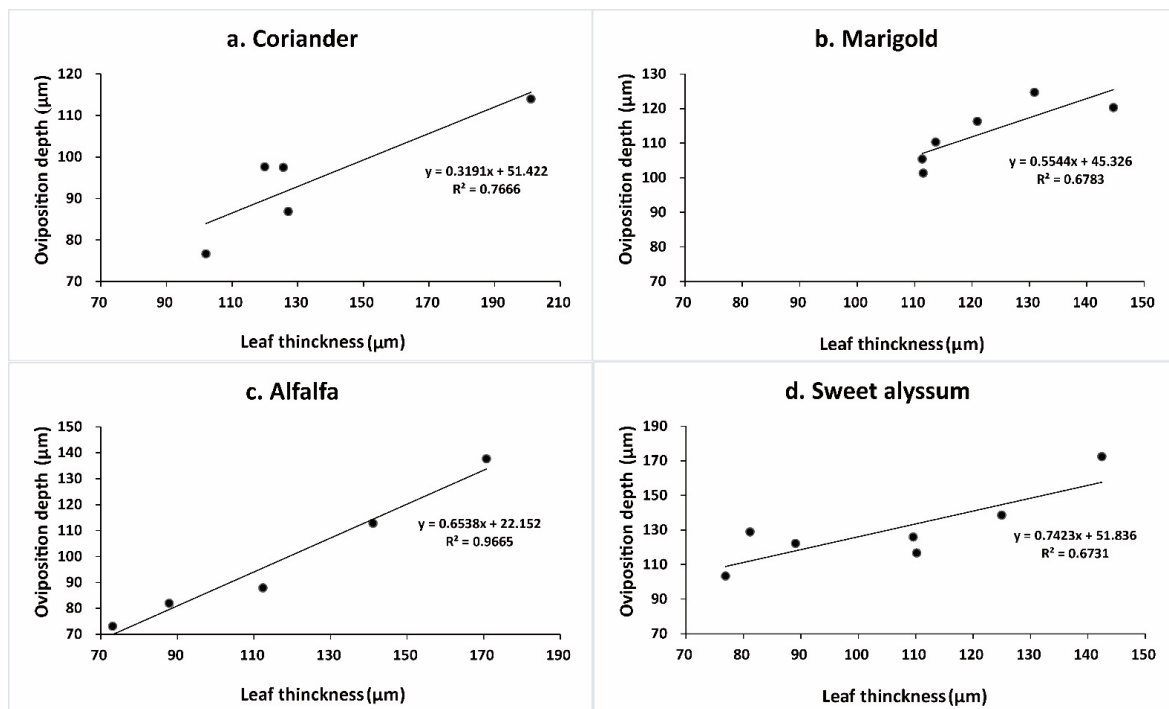 a. Coriander
Oviposition depth (µm)
120
110
100
90
80
70
70 90 110 130 150 170 190 210
y = 0.3191x + 51.422
R² = 0.7666
Leaf thinckness (µm)
b. Marigold
Oviposition depth (µm)
130
120
110
100
90
80
70
70 80 90 100 110 120 130 140 150
y = 0.5544x + 45.326
R² = 0.6783
Leaf thinckness (µm)
c. Alfalfa
Oviposition depth (µm)
150
140
130
120
110
100
90
80
70
70 90 110 130 150 170 190
y = 0.6538x + 22.152
R² = 0.9665
Leaf thinckness (µm)
d. Sweet alyssum
Oviposition depth (µm)
190
170
150
130
110
90
70
70 80 90 100 110 120 130 140 150
y = 0.7423x + 51.836
R² = 0.6731
Leaf thinckness (µm)